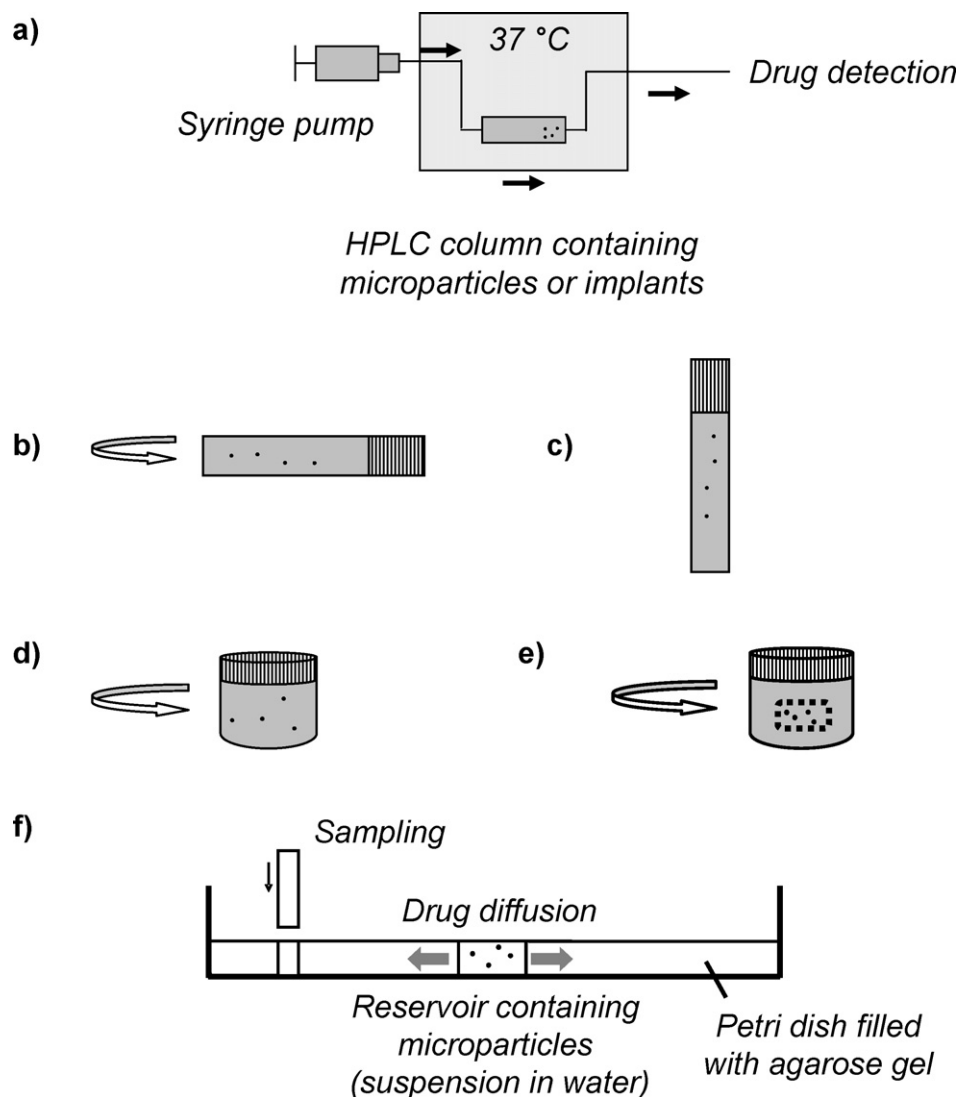 a)
37 °C
Drug detection
Syringe pump
HPLC column containing
microparticles or implants
b)
c)
d)
e)
f)
Sampling
Drug diffusion
Reservoir containing
microparticles
(suspension in water)
Petri dish filled
with agarose gel